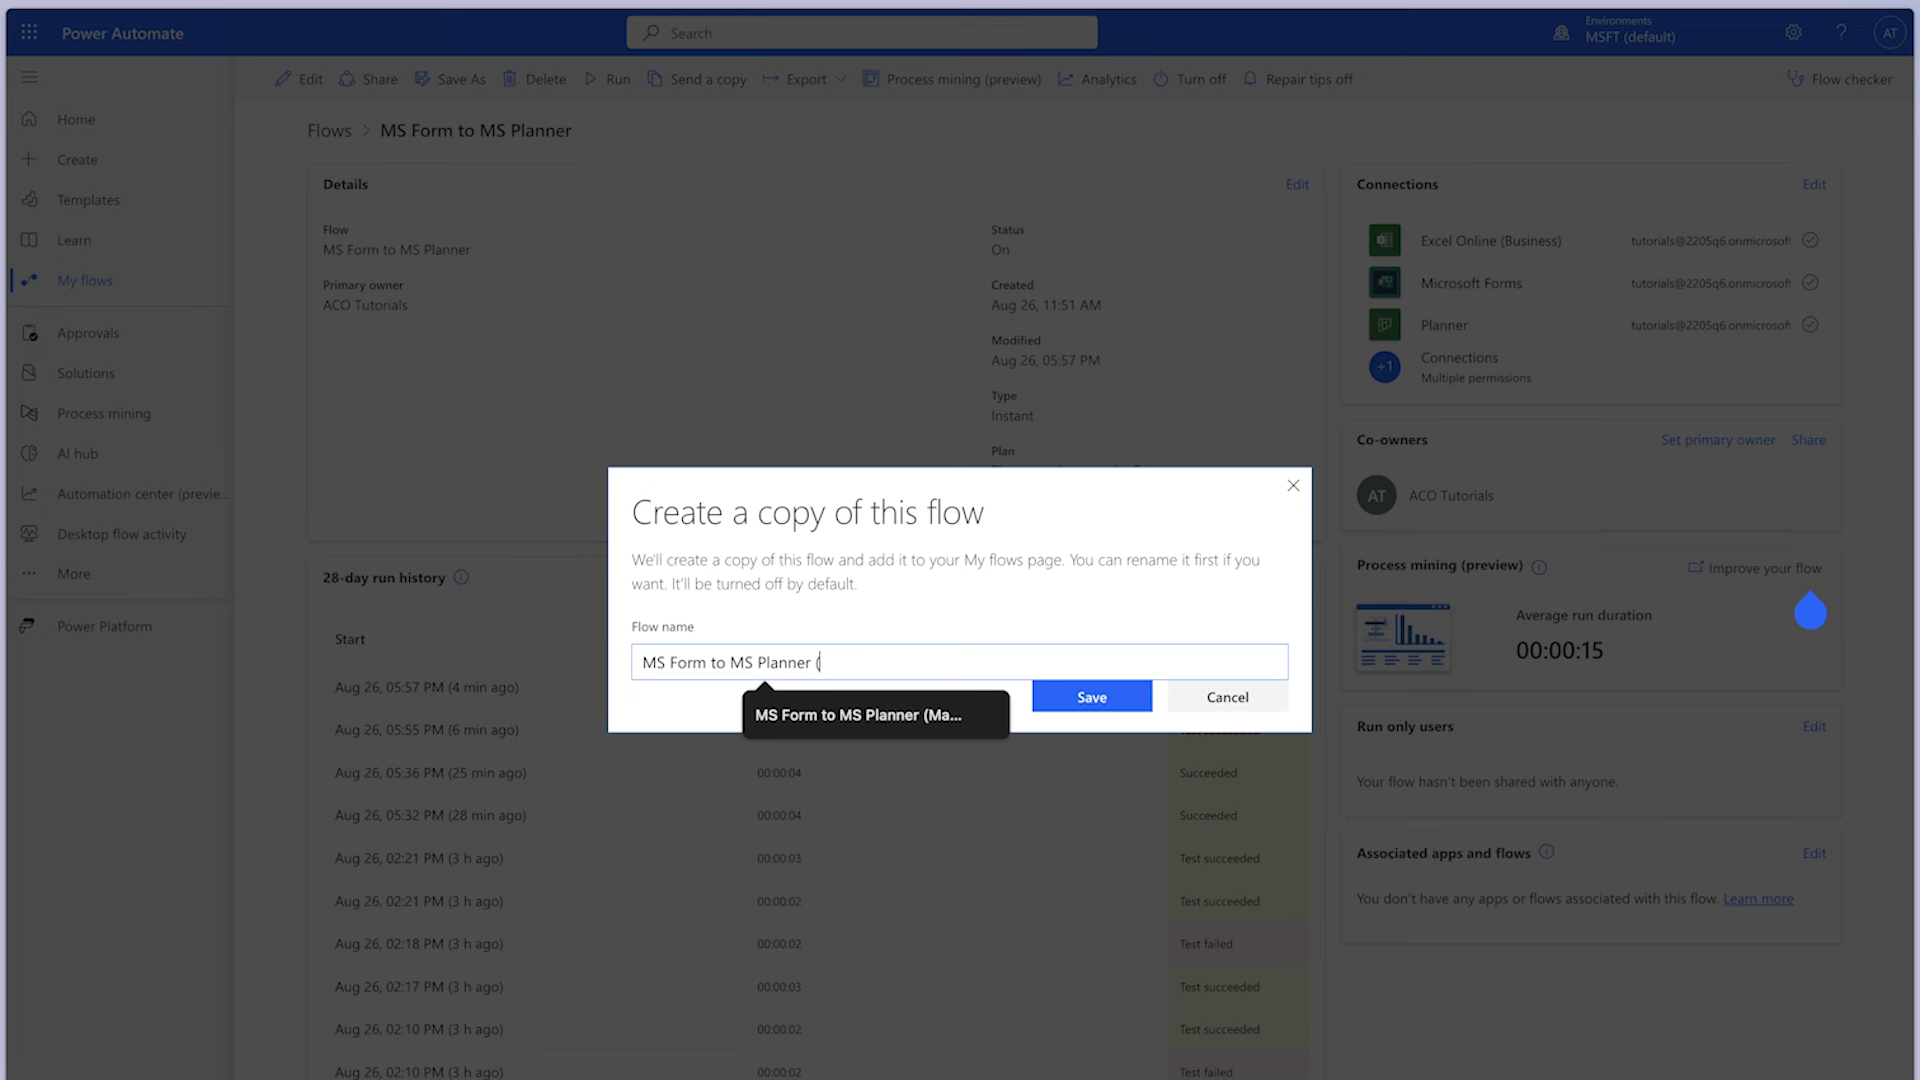 Power Automate
Search
Environments
MSFT (default)
AT
Edit
Share
Save As
Delete
Run
Send a copy
Export
Process mining (preview)
Analytics
Turn off
Repair tips off
Flow checker
Home
Create
Templates
Learn
My flows
Approvals
Solutions
Process mining
AI hub
Automation center (previe...
Desktop flow activity
More
Power Platform
Flows > MS Form to MS Planner
Details
Edit
Flow
MS Form to MS Planner
Primary owner
ACO Tutorials
Status
On
Created
Aug 26, 11:51 AM
Modified
Aug 26, 05:57 PM
Type
Instant
Plan
Connections
Edit
Excel Online (Business) tutorials@2205q6.onmicrosoft
Microsoft Forms tutorials@2205q6.onmicrosoft
Planner tutorials@2205q6.onmicrosoft
+1
Connections
Multiple permissions
Co-owners
Set primary owner
Share
AT
ACO Tutorials
Process mining (preview)
Improve your flow
Average run duration
00:00:15
Run only users
Edit
Your flow hasn't been shared with anyone.
Associated apps and flows
Edit
You don't have any apps or flows associated with this flow. Learn more
Create a copy of this flow
We'll create a copy of this flow and add it to your My flows page. You can rename it first if you
want. It'll be turned off by default.
Flow name
MS Form to MS Planner (
MS Form to MS Planner (Ma...
Save
Cancel
28-day run history
Start
Aug 26, 05:57 PM (4 min ago)
Aug 26, 05:55 PM (6 min ago)
Aug 26, 05:36 PM (25 min ago) 00:00:04 Succeeded
Aug 26, 05:32 PM (28 min ago) 00:00:04 Succeeded
Aug 26, 02:21 PM (3 h ago) 00:00:03 Test succeeded
Aug 26, 02:21 PM (3 h ago) 00:00:02 Test succeeded
Aug 26, 02:18 PM (3 h ago) 00:00:02 Test failed
Aug 26, 02:17 PM (3 h ago) 00:00:03 Test succeeded
Aug 26, 02:10 PM (3 h ago) 00:00:02 Test succeeded
Aug 26, 02:10 PM (3 h ago) 00:00:02 Test failed